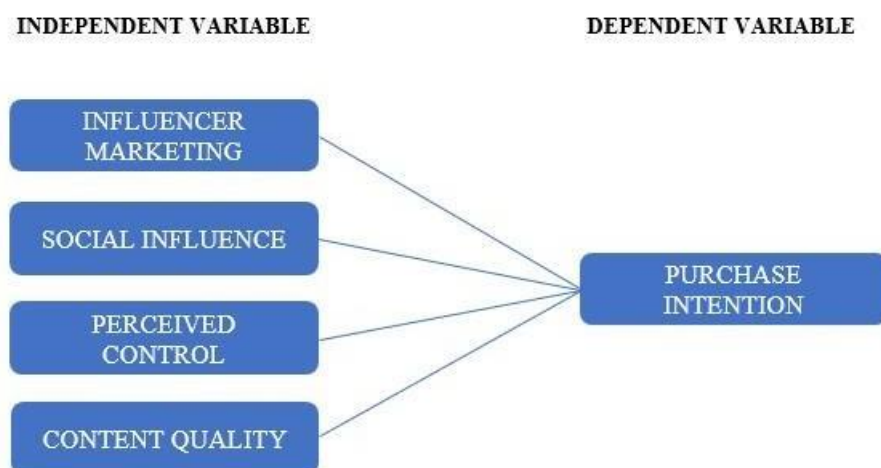 INDEPENDENT VARIABLE
DEPENDENT VARIABLE
INFLUENCER
MARKETING
SOCIAL INFLUENCE
PERCEIVED
CONTROL
CONTENT QUALITY
PURCHASE
INTENTION